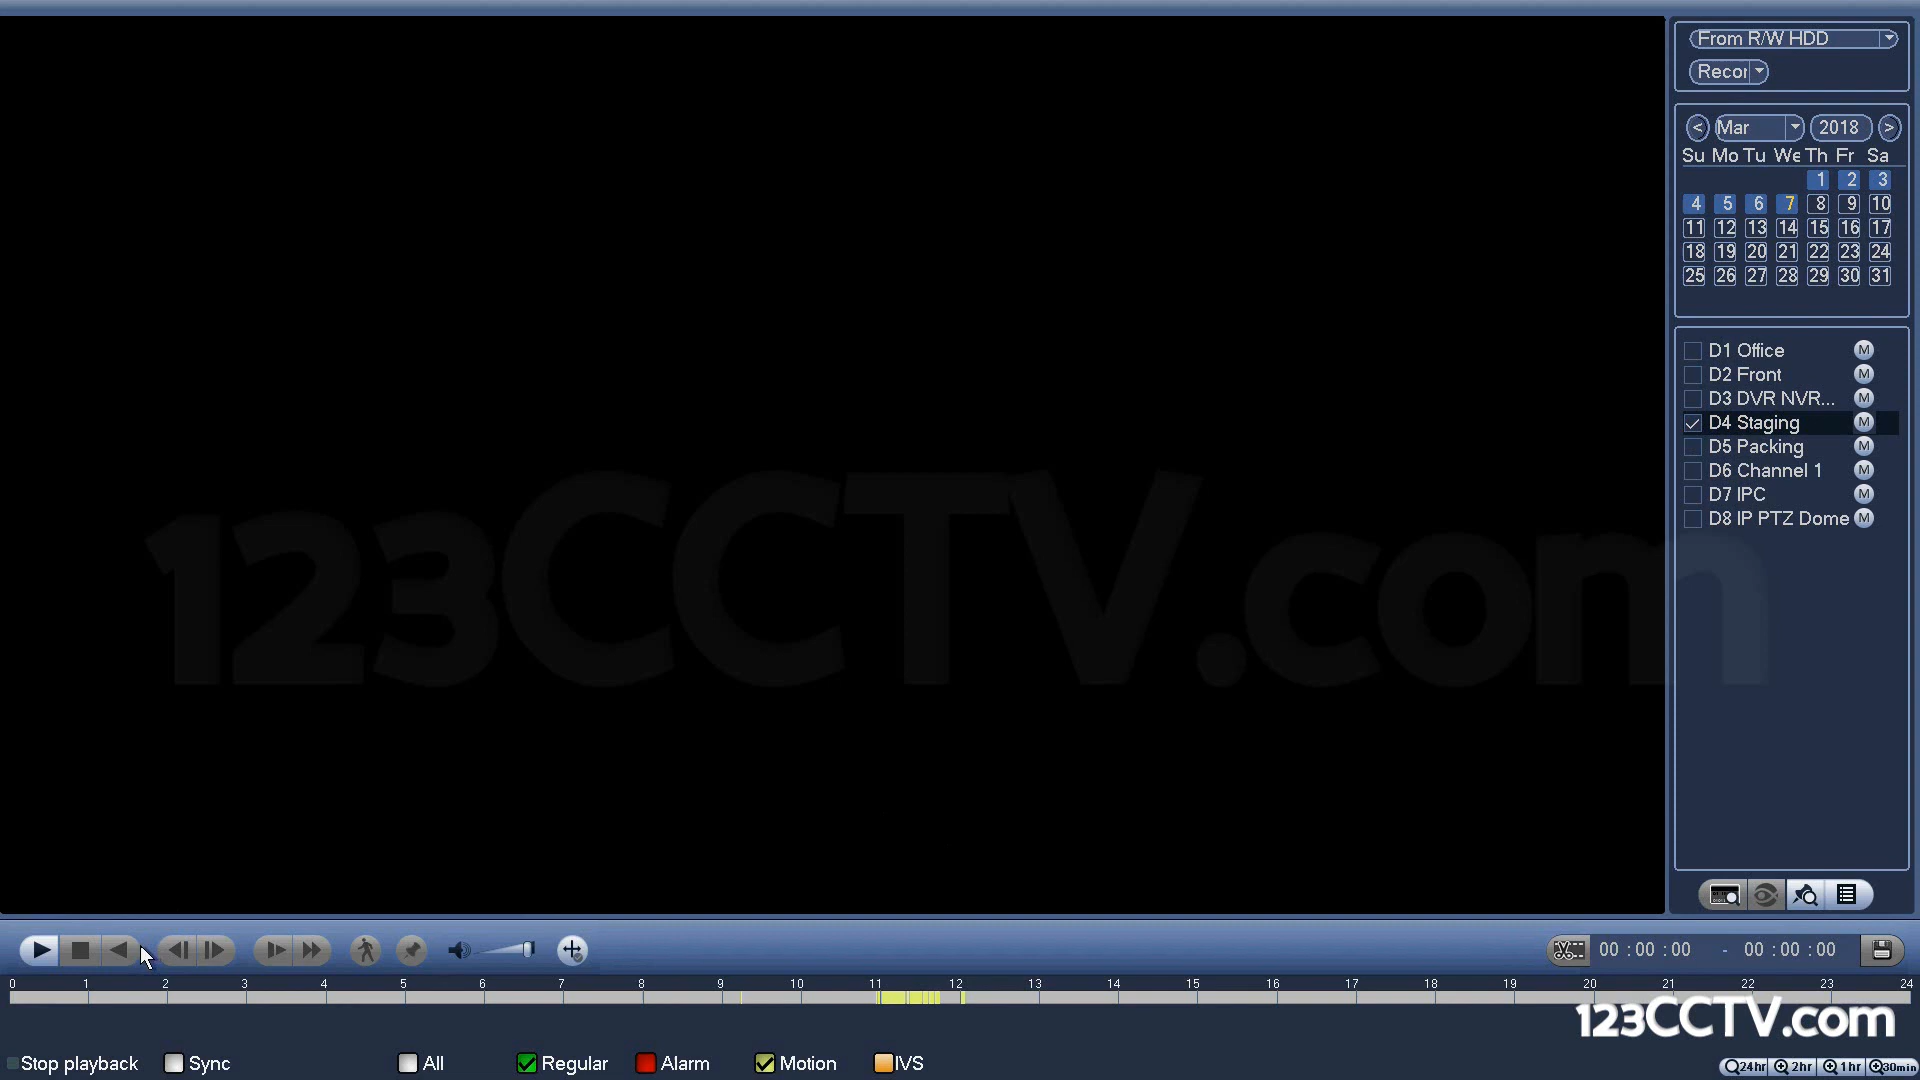 From R/W HDD
Recor
< Mar 2018 >
Su Mo Tu We Th Fr Sa
1 2 3
4 5 6 7 8 9 10
11 12 13 14 15 16 17
18 19 20 21 22 23 24
25 26 27 28 29 30 31
D1 Office M
D2 Front M
D3 DVR NVR... M
D4 Staging M
D5 Packing M
D6 Channel 1 M
D7 IPC M
D8 IP PTZ Dome M
123CCTV.com
00 :00 :00 - 00 :00 :00
0 1 2 3 4 5 6 7 8 9 10 11 12 13 14 15 16 17 18 19 20 21 22 23 24
123CCTV.com
Stop playback Sync All Regular Alarm Motion IVS
24hr 2hr 1hr 30min